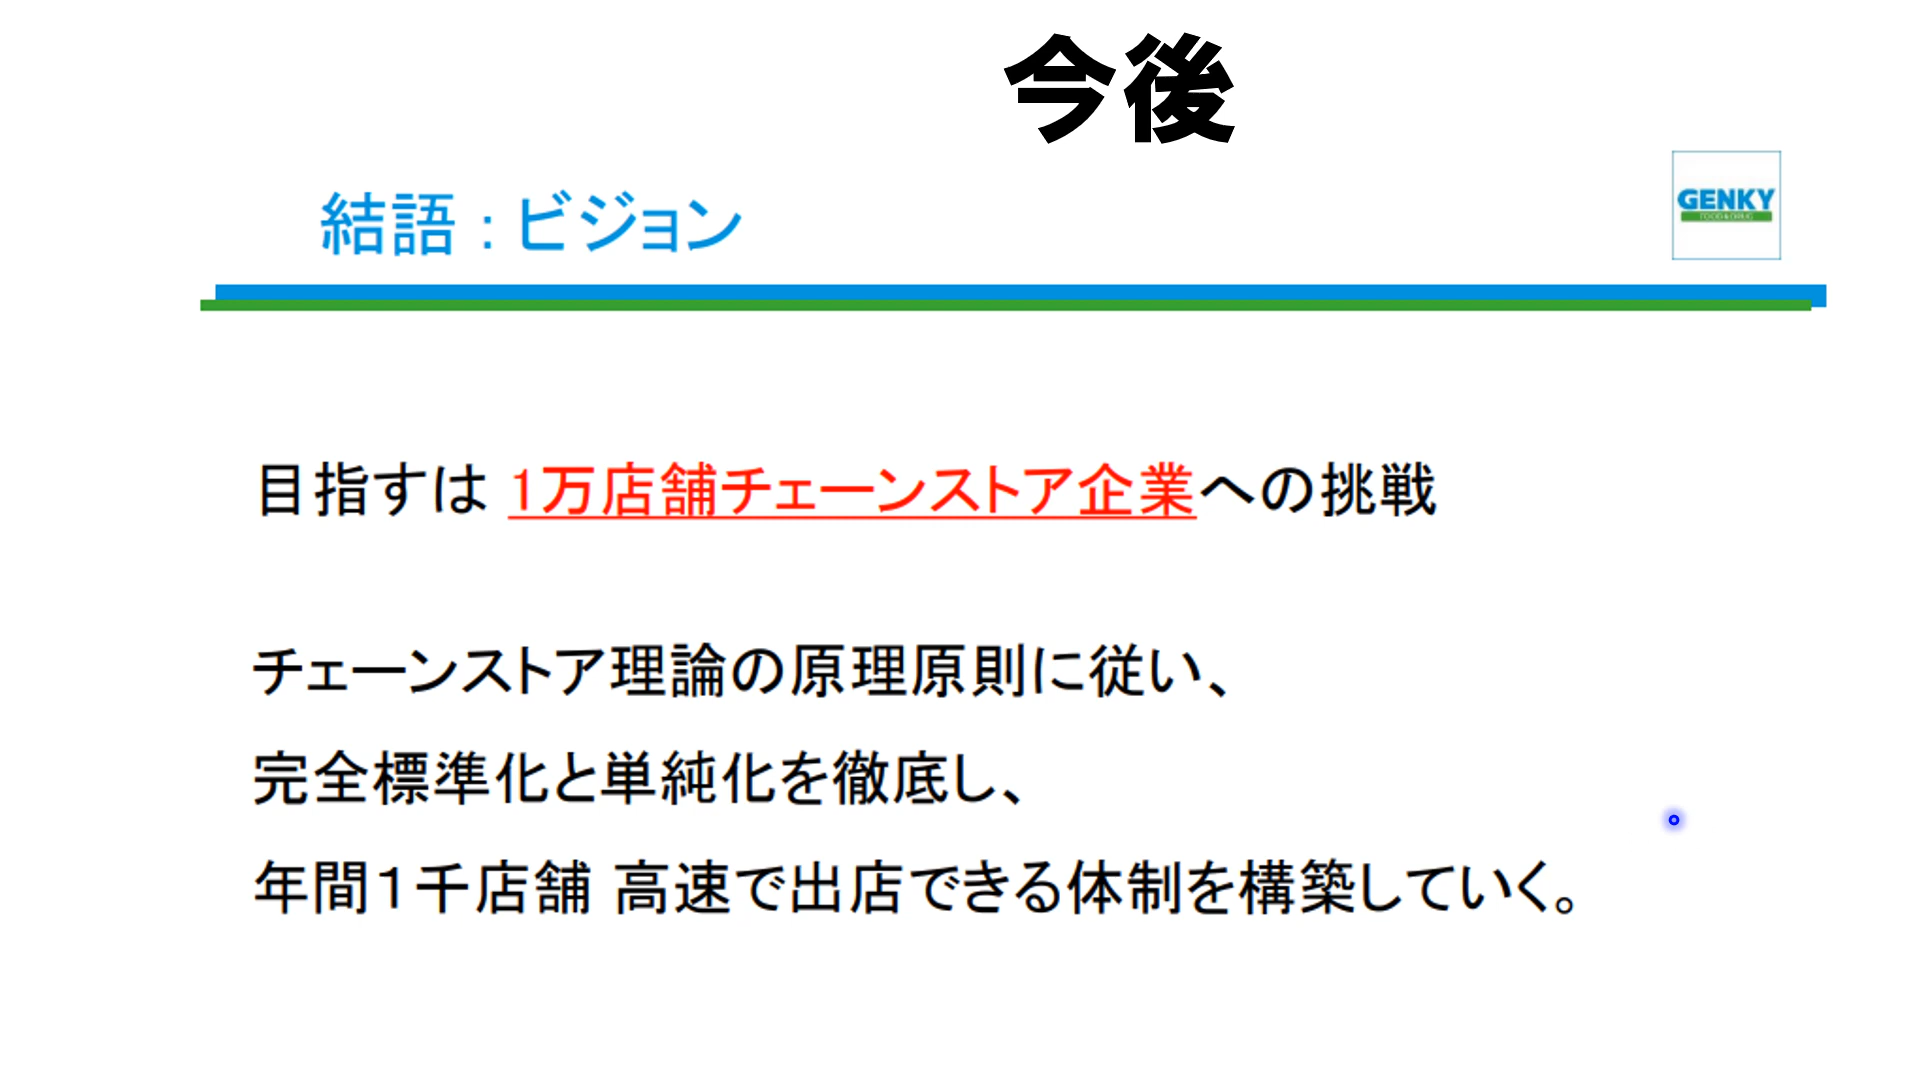 今後
結語：ビジョン
GENKY
FOOD&DRUG
目指すは 1万店舗チェーンストア企業への挑戦
チェーンストア理論の原理原則に従い、
完全標準化と単純化を徹底し、
年間１千店舗 高速で出店できる体制を構築していく。